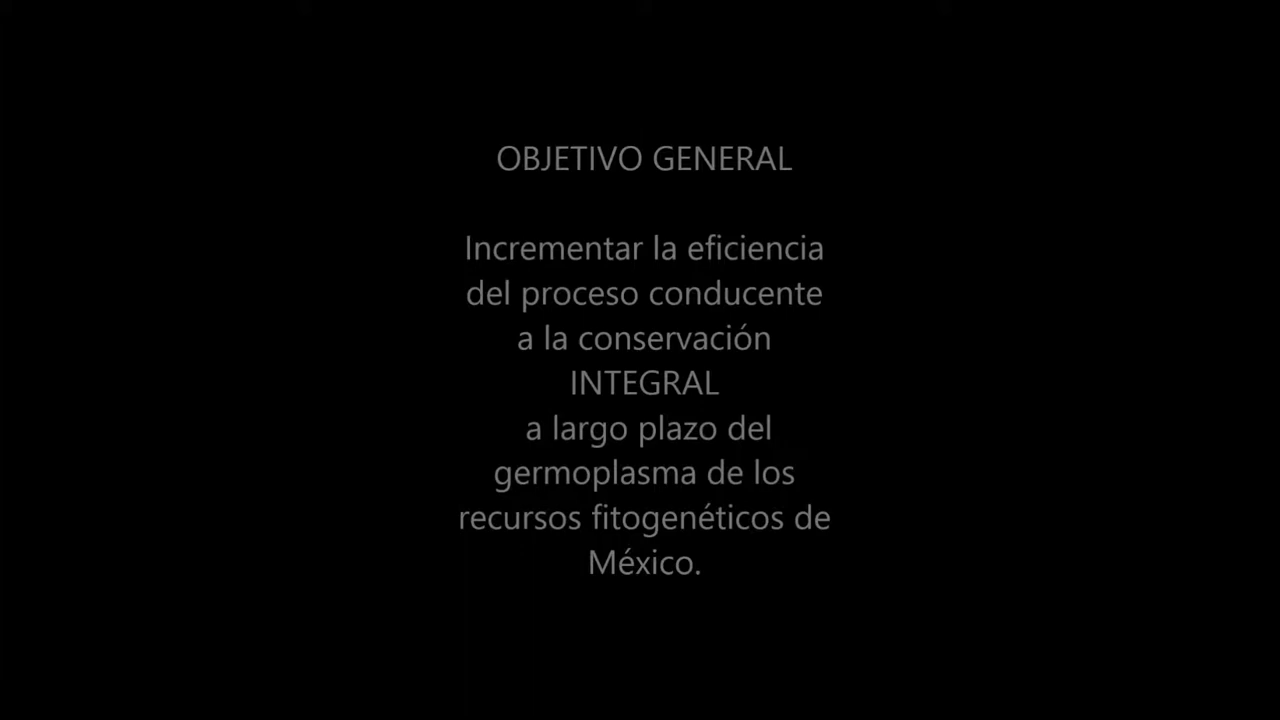 OBJETIVO GENERAL
Incrementar la eficiencia
del proceso conducente
a la conservación
INTEGRAL
a largo plazo del
germoplasma de los
recursos fitogenéticos de
México.